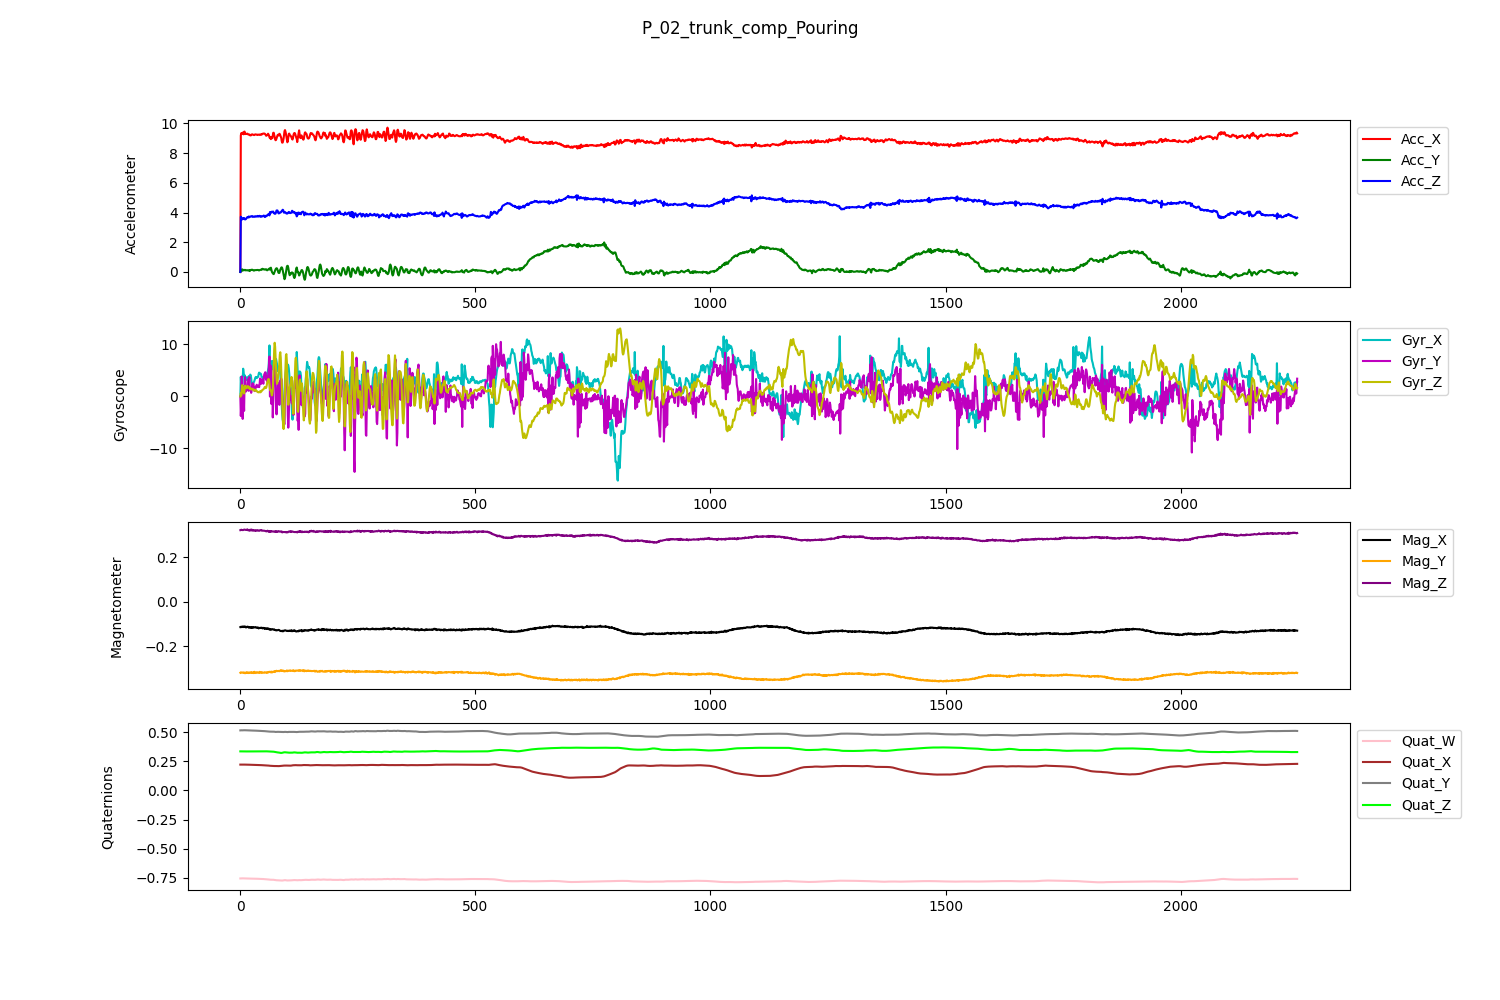 P_02_trunk_comp_Pouring
Accelerometer
10
8
6
4
2
0
0 500 1000 1500 2000
Acc_X
Acc_Y
Acc_Z
Gyroscope
10
0
−10
0 500 1000 1500 2000
Gyr_X
Gyr_Y
Gyr_Z
Magnetometer
0.2
0.0
−0.2
0 500 1000 1500 2000
Mag_X
Mag_Y
Mag_Z
Quaternions
0.50
0.25
0.00
−0.25
−0.50
−0.75
0 500 1000 1500 2000
Quat_W
Quat_X
Quat_Y
Quat_Z